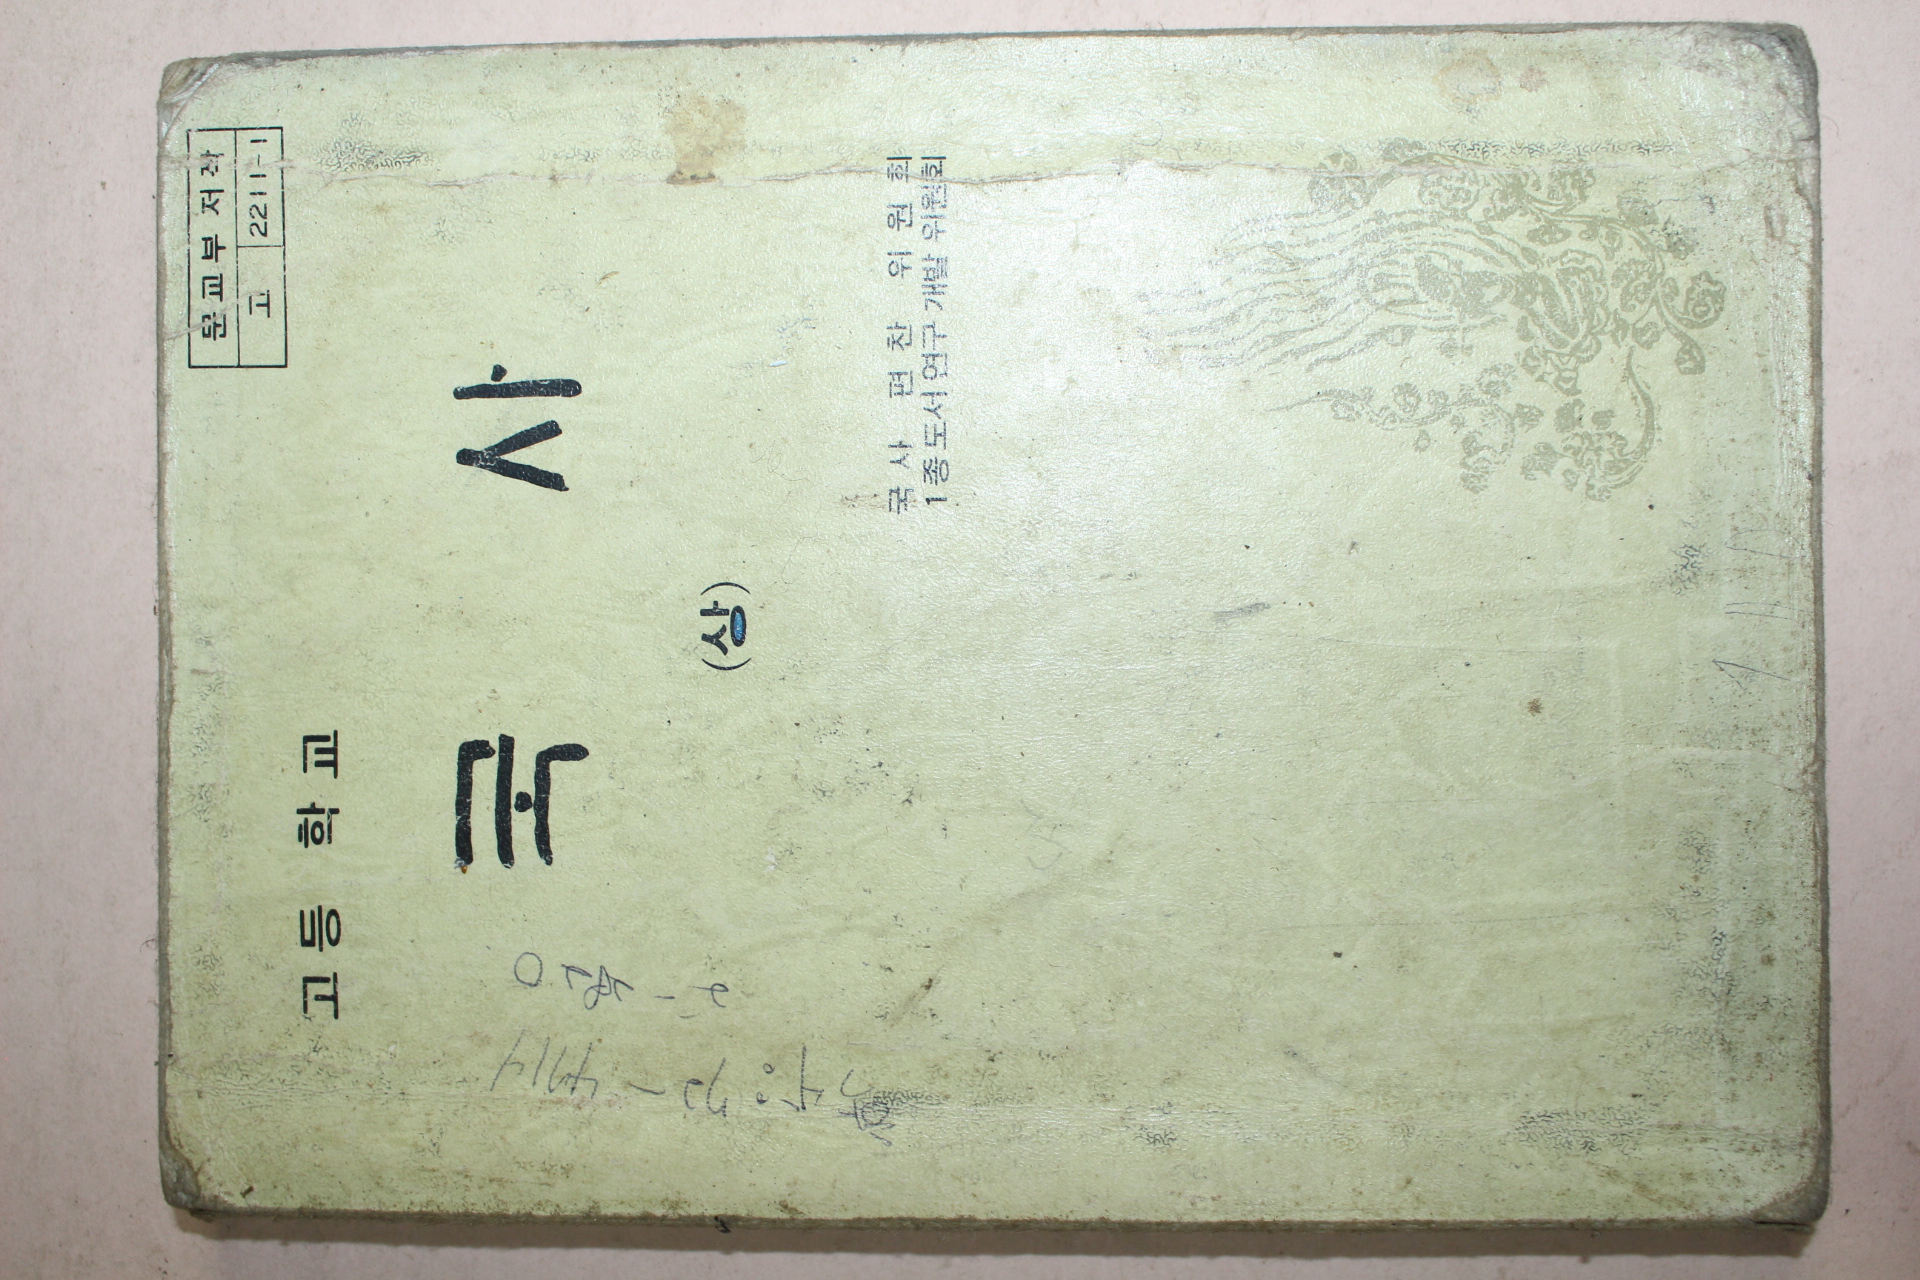 문교부 저작
고 2211-1
고등학교
국 사
(상)
국 사 편 찬 위 원 회
1종도서연구개발 위원회